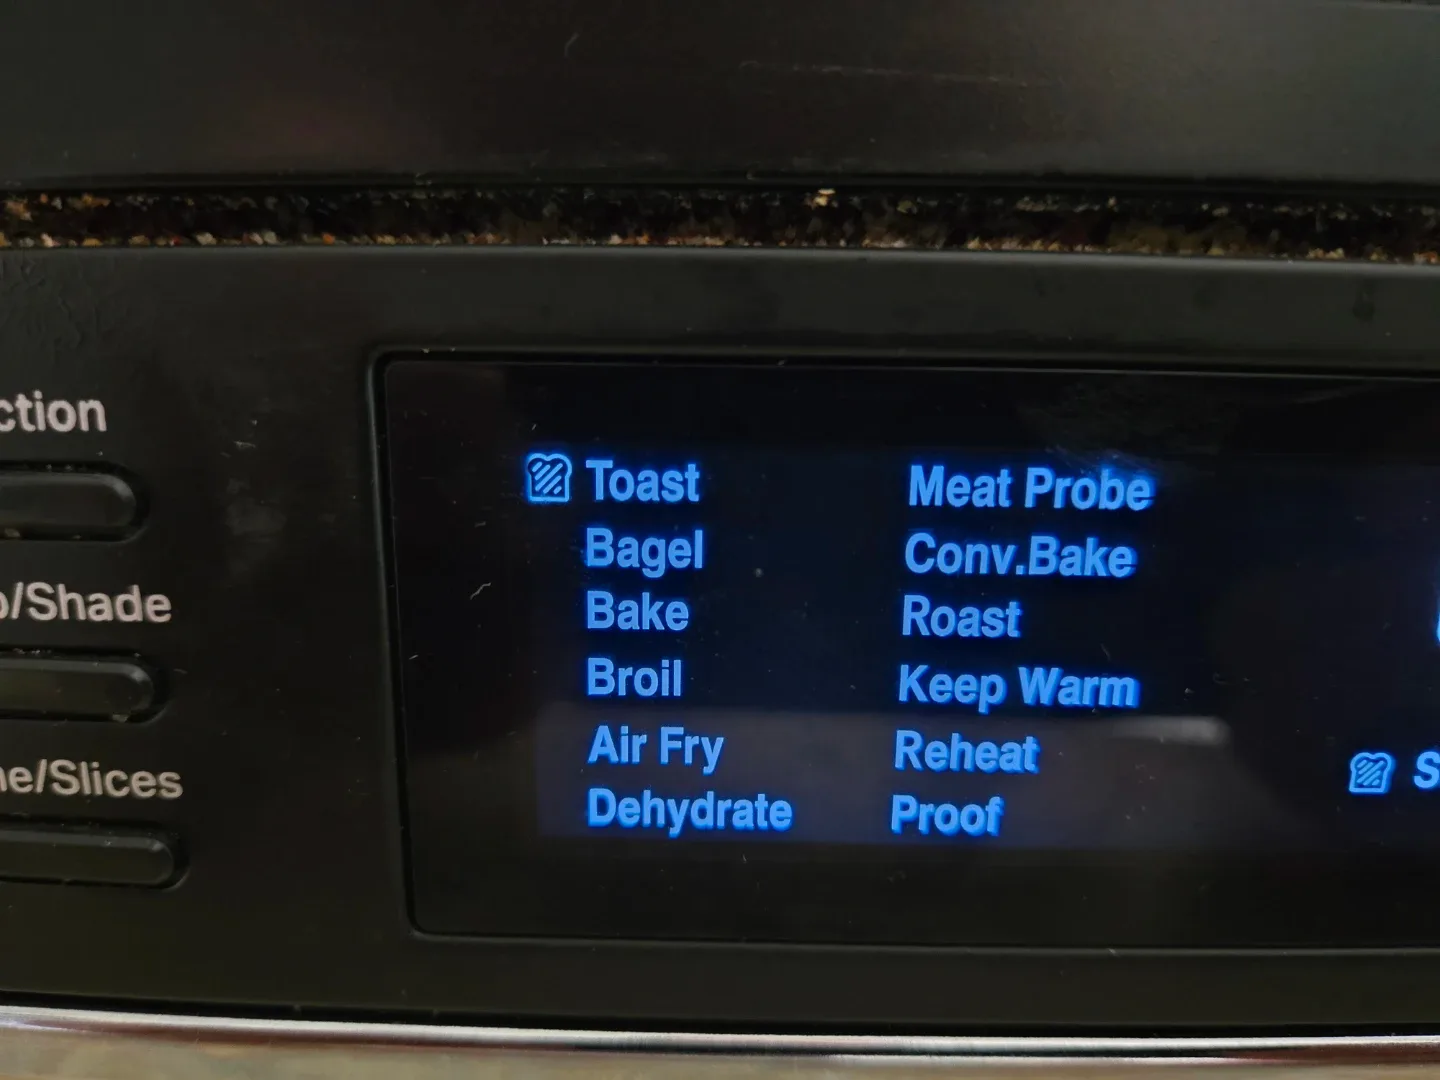 ction
/Shade
/Slices
Toast
Bagel
Bake
Broil
Air Fry
Dehydrate
Meat Probe
Conv.Bake
Roast
Keep Warm
Reheat
Proof